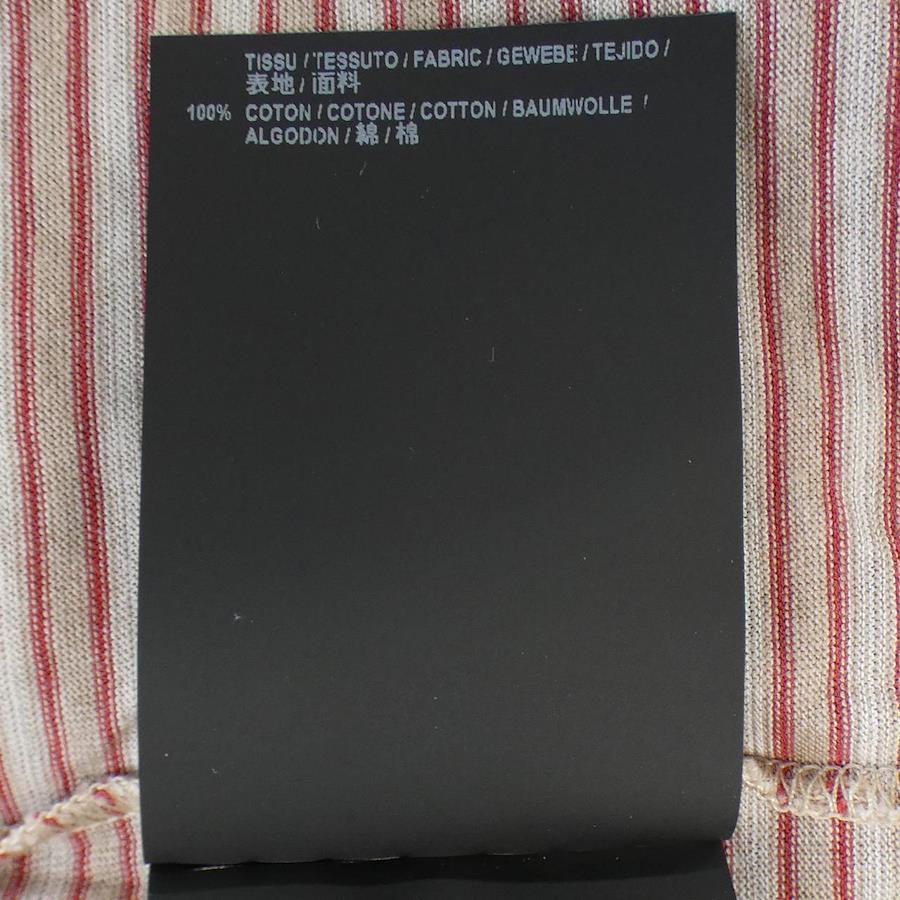 TISSU / TESSUTO / FABRIC / GEWEBE / TEJIDO /
表地 / 面料
100% COTON / COTONE / COTTON / BAUMWOLLE /
ALGODON / 綿 / 棉